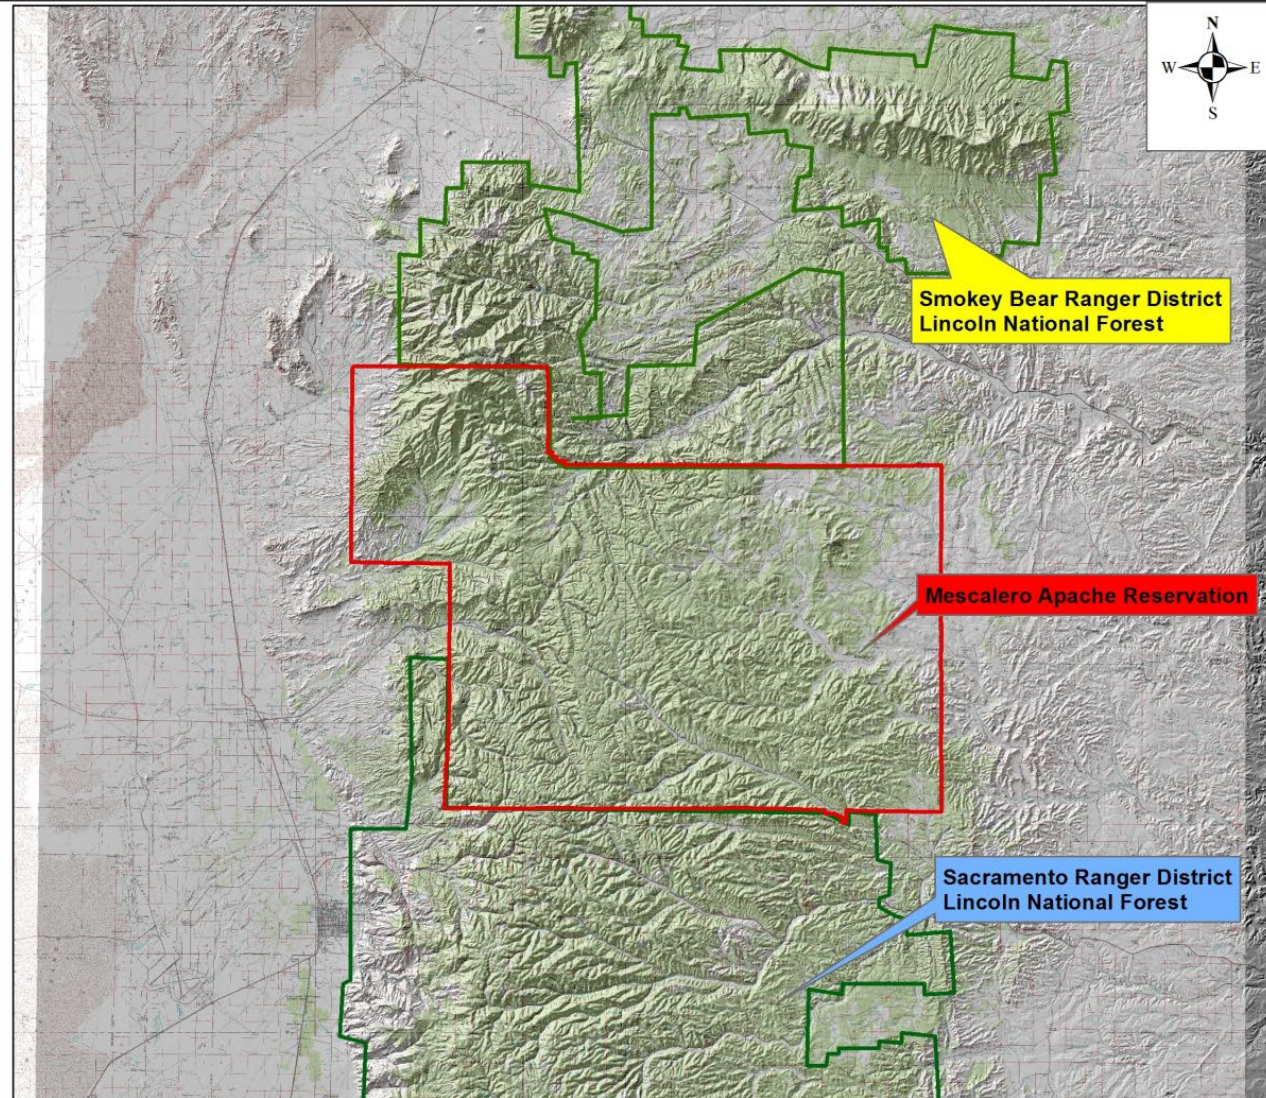 N
W E
S
Smokey Bear Ranger District
Lincoln National Forest
Mescalero Apache Reservation
Sacramento Ranger District
Lincoln National Forest